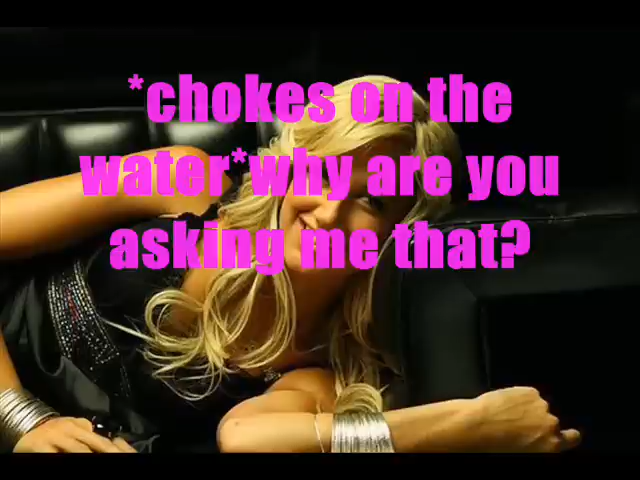 *chokes on the
water*why are you
asking me that?